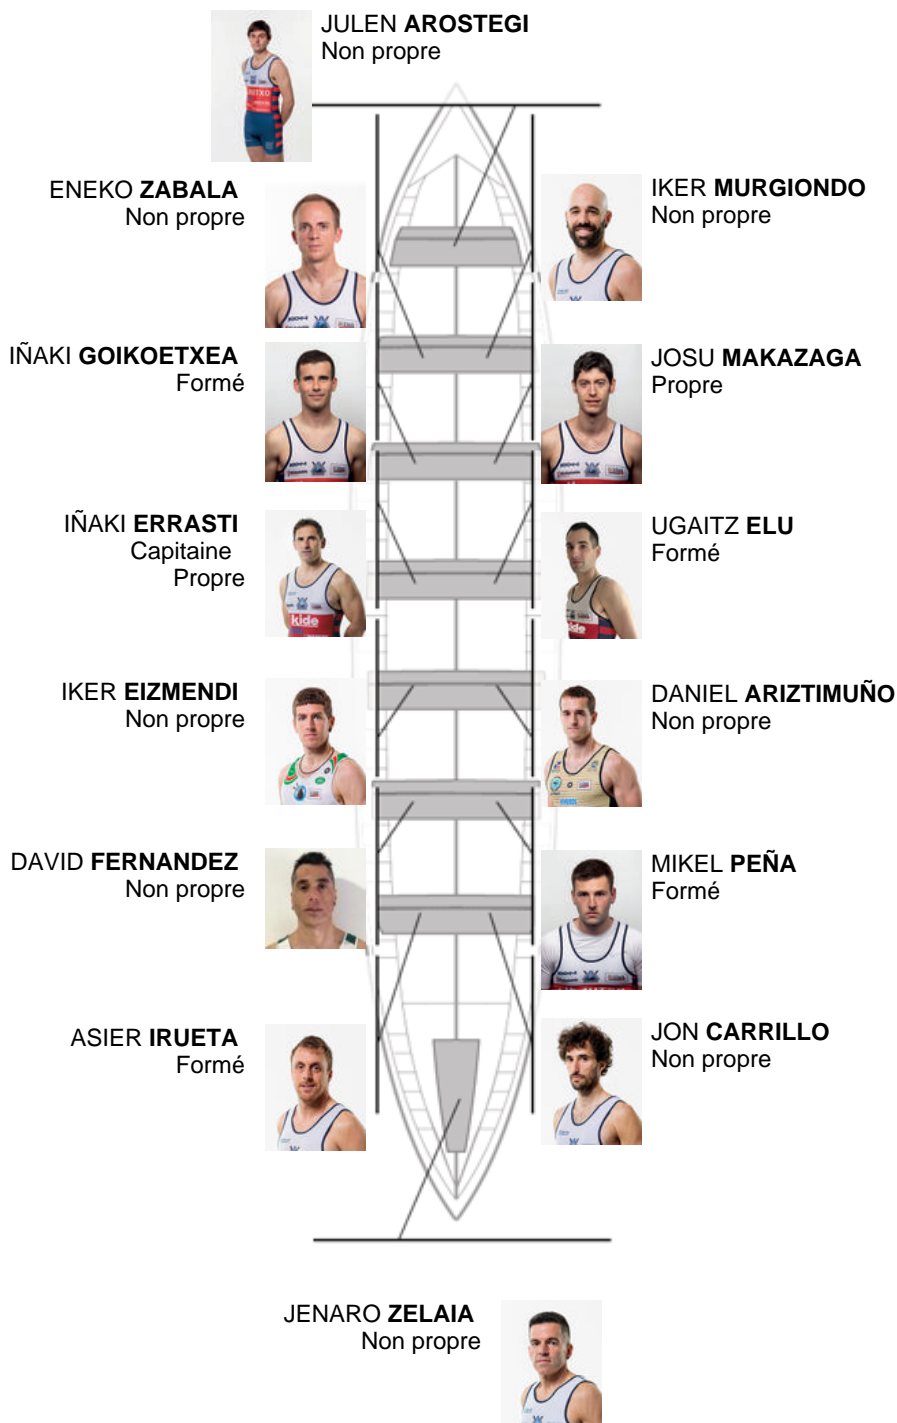 JULEN AROSTEGI
Non propre
ENEKO ZABALA
Non propre
IKER MURGIONDO
Non propre
IÑAKI GOIKOETXEA
Formé
JOSU MAKAZAGA
Propre
IÑAKI ERRASTI
Capitaine
Propre
UGAITZ ELU
Formé
IKER EIZMENDI
Non propre
DANIEL ARIZTIMUÑO
Non propre
DAVID FERNANDEZ
Non propre
MIKEL PEÑA
Formé
ASIER IRUETA
Formé
JON CARRILLO
Non propre
JENARO ZELAIA
Non propre
kide
kide